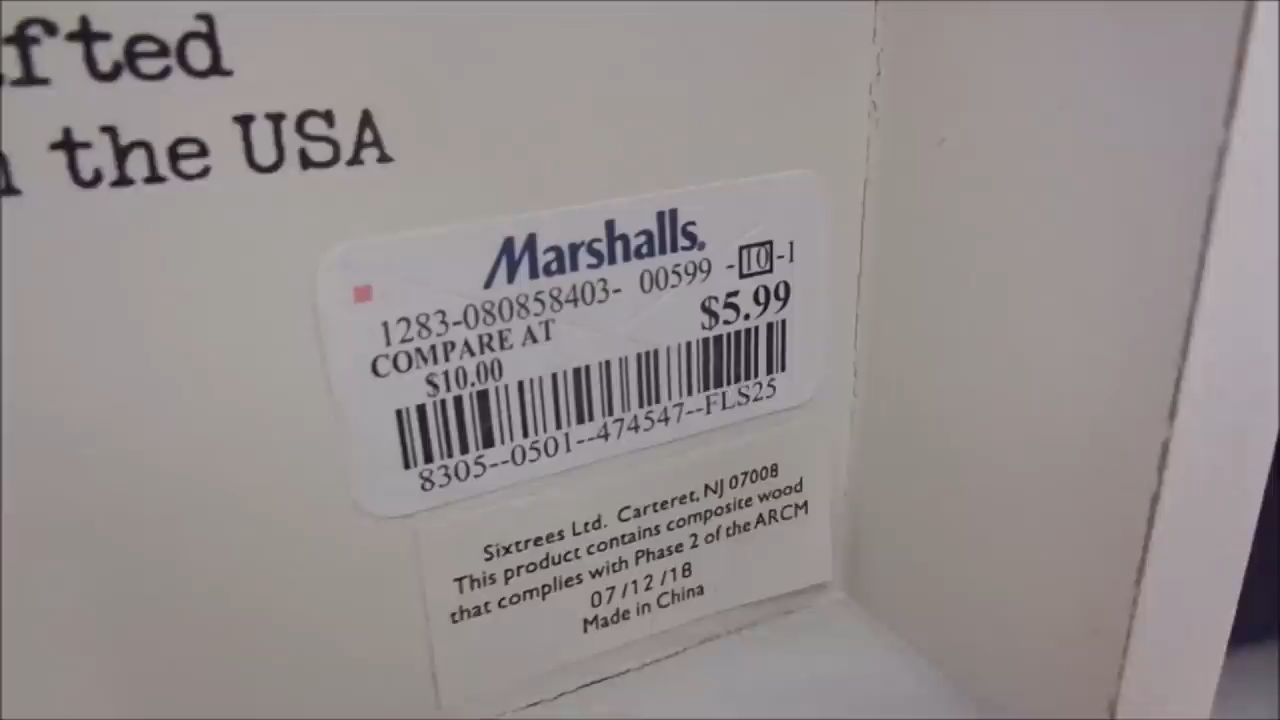 fted
the USA
Marshalls.
1283-080858403- 00599 -10-1
COMPARE AT
$5.99
$10.00
8305--0501--474547--FLS25
Sixtrees Ltd. Carteret, NJ 07008
This product contains composite wood
that complies with Phase 2 of the ARCM
07/12/18
Made in China